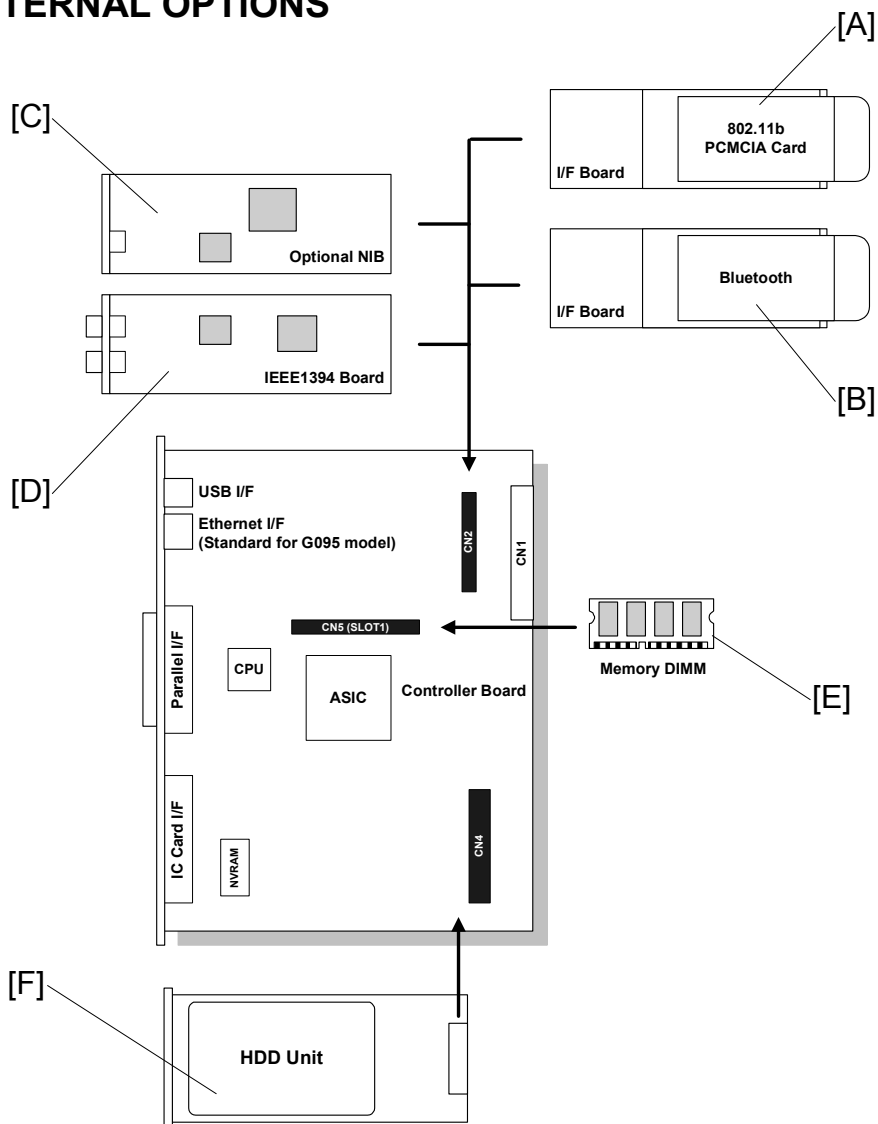 TERNAL OPTIONS
[A]
[C]
802.11b
PCMCIA Card
I/F Board
Optional NIB
Bluetooth
I/F Board
IEEE1394 Board
[B]
[D]
USB I/F
Ethernet I/F
(Standard for G095 model)
CN2
CN1
CN5 (SLOT1)
Parallel I/F
CPU
ASIC
Controller Board
Memory DIMM
[E]
IC Card I/F
NVRAM
CN4
[F]
HDD Unit